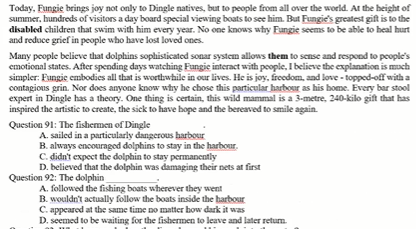 Today, Fungie brings joy not only to Dingle natives, but to people from all over the world. At the height of
summer, hundreds of visitors a day board special viewing boats to see him. But Fungie's greatest gift is to the
disabled children that swim with him every year. No one knows why Fungie seems to be able to heal hurt
and reduce grief in people who have lost loved ones.
Many people believe that dolphins sophisticated sonar system allows them to sense and respond to people's
emotional states. After spending days watching Fungie interact with people, I believe the explanation is much
simpler: Fungie embodies all that is worthwhile in our lives. He is joy, freedom, and love - topped-off with a
contagious grin. Nor does anyone know why he chose this particular harbour as his home. Every bar stool
expert in Dingle has a theory. One thing is certain, this wild mammal is a 3-metre, 240-kilo gift that has
inspired the artistic to create, the sick to have hope and the bereaved to smile again.
Question 91: The fishermen of Dingle
A. sailed in a particularly dangerous harbour
B. always encouraged dolphins to stay in the harbour.
C. didn't expect the dolphin to stay permanently
D. believed that the dolphin was damaging their nets at first
Question 92: The dolphin__________.
A. followed the fishing boats wherever they went
B. wouldn't actually follow the boats inside the harbour
C. appeared at the same time no matter how dark it was
D. seemed to be waiting for the fishermen to leave and later return.